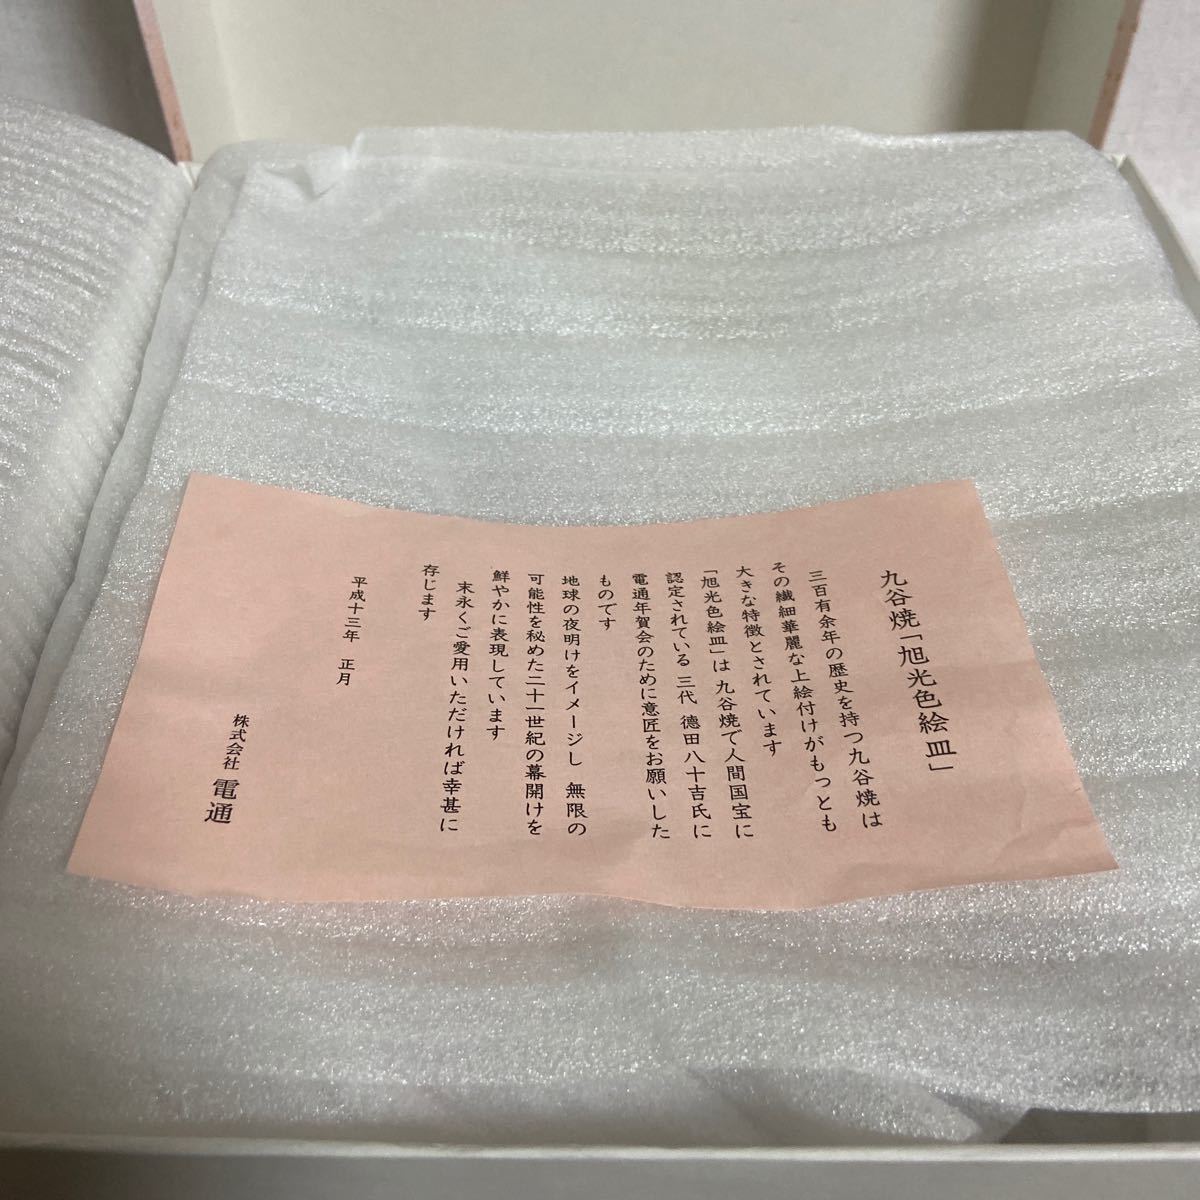 九谷焼「旭光色絵皿」
三百有余年の歴史を持つ九谷焼は
その繊細華麗な上絵付けがもっとも
大きな特徴とされています
「旭光色絵皿」は 九谷焼で人間国宝に
認定されている 三代 德田八十吉氏に
電通年賀会のために意匠をお願いした
ものです
地球の夜明けをイメージし 無限の
可能性を秘めた二十一世紀の幕開けを
鮮やかに表現しています
末永くご愛用いただければ幸甚に
存じます
平成十三年 正月
株式会社 電通